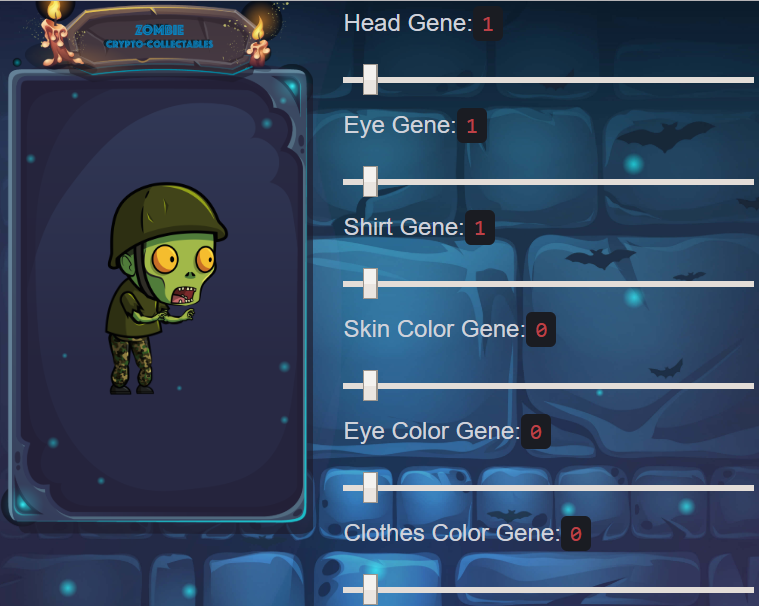 ZOMBIE
CRYPTO-COLLECTABLES
Head Gene: 1
Eye Gene: 1
Shirt Gene: 1
Skin Color Gene: 0
Eye Color Gene: 0
Clothes Color Gene: 0